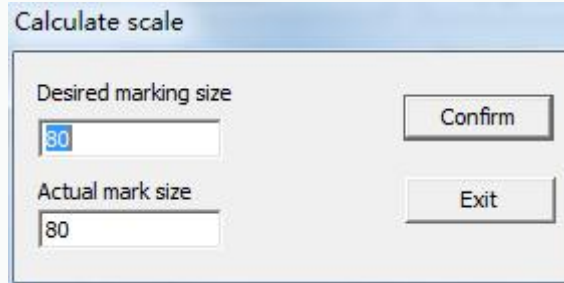 Calculate scale
Desired marking size
80
Confirm
Actual mark size
80
Exit